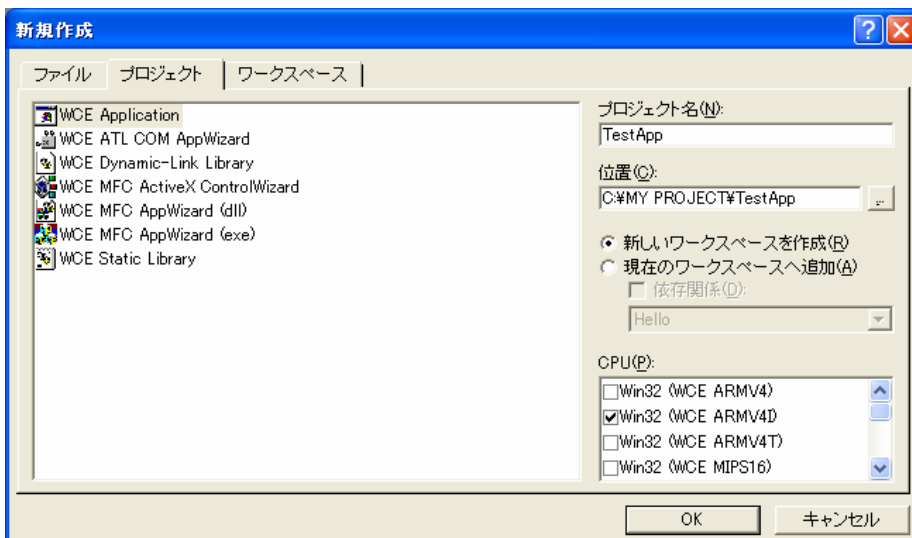 新規作成
ファイル プロジェクト ワークスペース
WCE Application
WCE ATL COM AppWizard
WCE Dynamic-Link Library
WCE MFC ActiveX ControlWizard
WCE MFC AppWizard (dll)
WCE MFC AppWizard (exe)
WCE Static Library
プロジェクト名(N):
TestApp
位置(C):
C:¥MY PROJECT¥TestApp
...
新しいワークスペースを作成(R)
現在のワークスペースへ追加(A)
依存関係(D):
Hello
CPU(P):
Win32 (WCE ARMV4)
Win32 (WCE ARMV4I)
Win32 (WCE ARMV4T)
Win32 (WCE MIPS16)
OK キャンセル